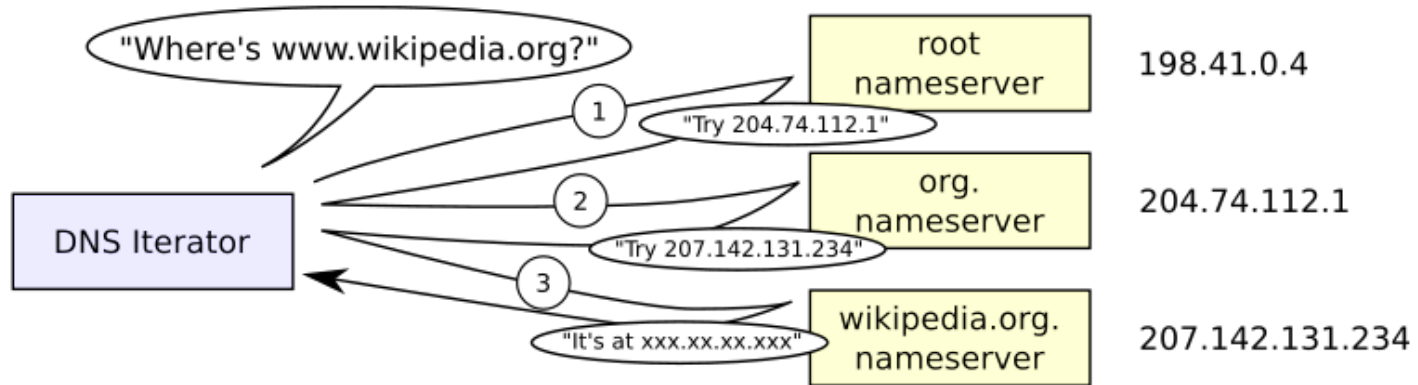 "Where's www.wikipedia.org?"
1
"Try 204.74.112.1"
root
nameserver
198.41.0.4
DNS Iterator
2
"Try 207.142.131.234"
org.
nameserver
204.74.112.1
3
"It's at xxx.xx.xx.xxx"
wikipedia.org.
nameserver
207.142.131.234